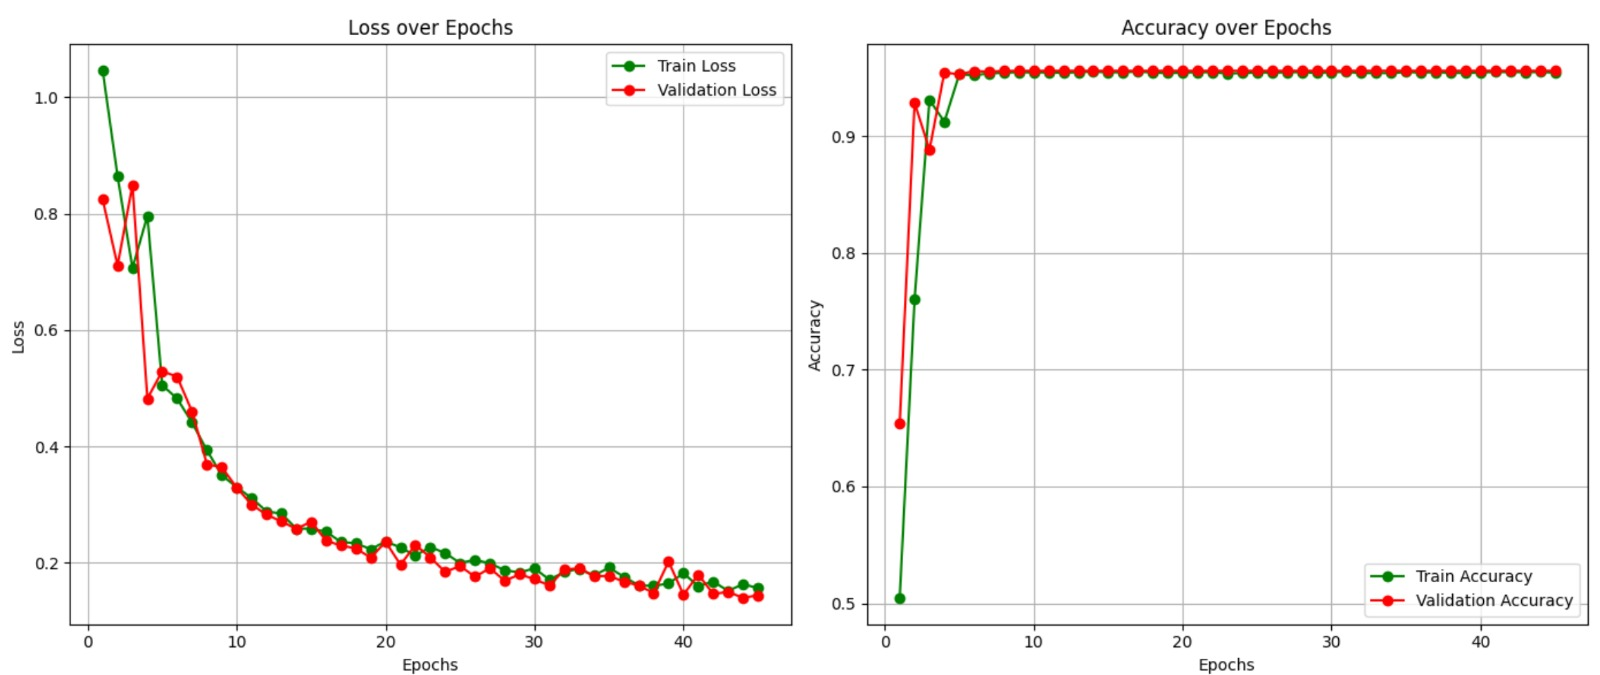 Loss over Epochs
Train Loss
Validation Loss
1.0
0.8
0.6
0.4
0.2
Loss
0
10
20
30
40
Epochs
Accuracy over Epochs
0.9
0.8
0.7
0.6
0.5
Accuracy
Train Accuracy
Validation Accuracy
0
10
20
30
40
Epochs